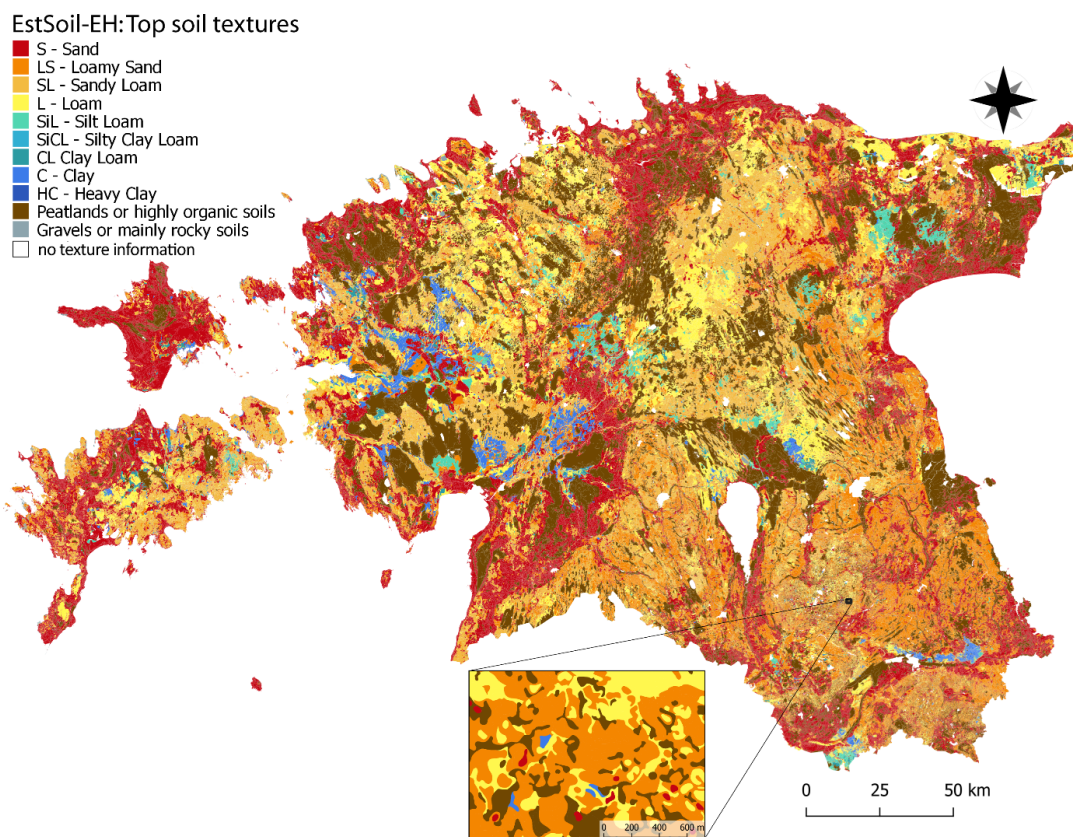 EstSoil-EH: Top soil textures
S - Sand
LS - Loamy Sand
SL - Sandy Loam
L - Loam
SiL - Silt Loam
SiCL - Silty Clay Loam
CL Clay Loam
C - Clay
HC - Heavy Clay
Peatlands or highly organic soils
Gravels or mainly rocky soils
no texture information
0 25 50 km
0 200 400 600 m